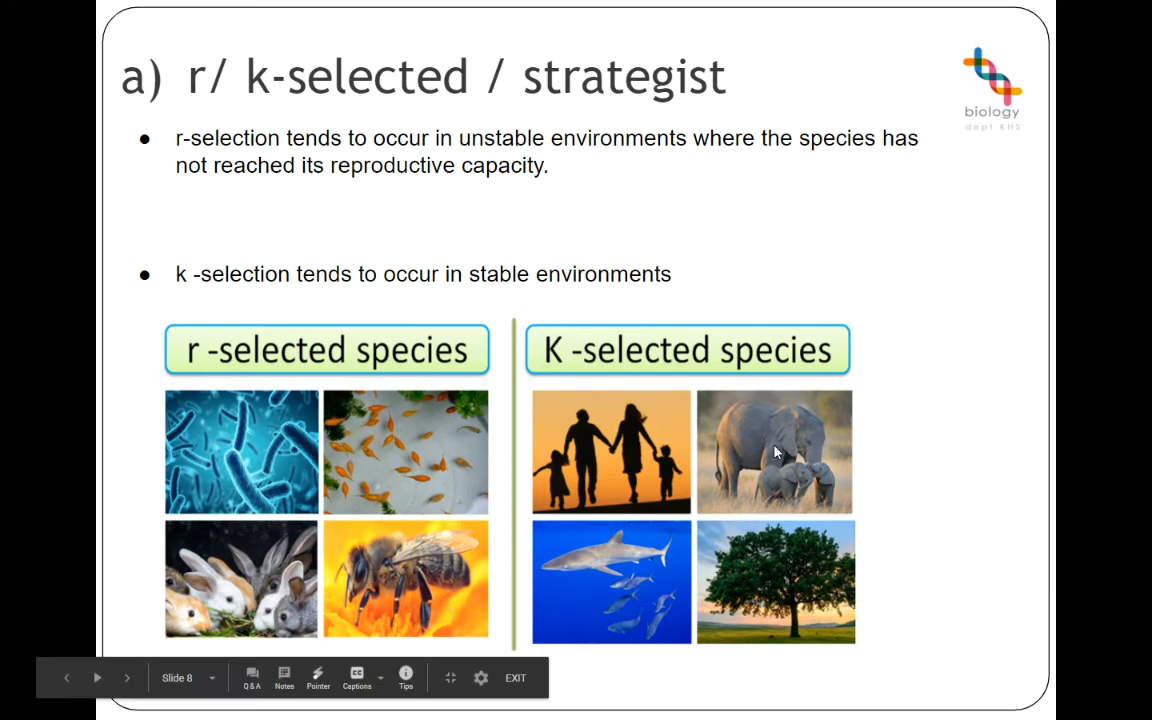 a) r/ k-selected / strategist
biology
dept KHS
● r-selection tends to occur in unstable environments where the species has
not reached its reproductive capacity.
● k -selection tends to occur in stable environments
r -selected species
K -selected species
Slide 8
Q&A
Notes
Pointer
CC
Captions
Tips
EXIT